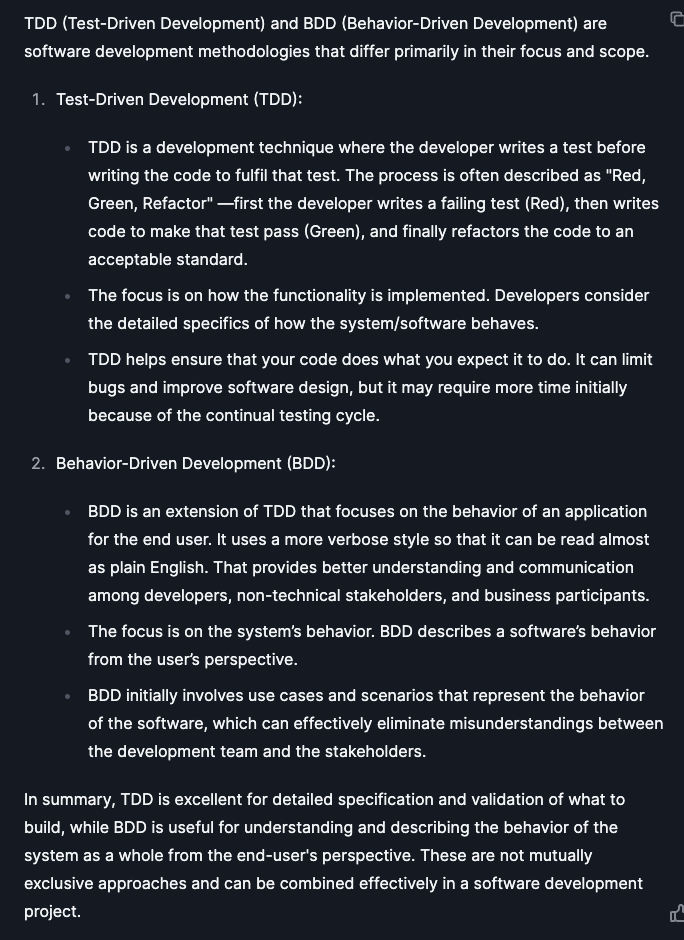 TDD (Test-Driven Development) and BDD (Behavior-Driven Development) are
software development methodologies that differ primarily in their focus and scope.
1. Test-Driven Development (TDD):
• TDD is a development technique where the developer writes a test before
writing the code to fulfil that test. The process is often described as "Red,
Green, Refactor" —first the developer writes a failing test (Red), then writes
code to make that test pass (Green), and finally refactors the code to an
acceptable standard.
• The focus is on how the functionality is implemented. Developers consider
the detailed specifics of how the system/software behaves.
• TDD helps ensure that your code does what you expect it to do. It can limit
bugs and improve software design, but it may require more time initially
because of the continual testing cycle.
2. Behavior-Driven Development (BDD):
• BDD is an extension of TDD that focuses on the behavior of an application
for the end user. It uses a more verbose style so that it can be read almost
as plain English. That provides better understanding and communication
among developers, non-technical stakeholders, and business participants.
• The focus is on the system’s behavior. BDD describes a software’s behavior
from the user’s perspective.
• BDD initially involves use cases and scenarios that represent the behavior
of the software, which can effectively eliminate misunderstandings between
the development team and the stakeholders.
In summary, TDD is excellent for detailed specification and validation of what to
build, while BDD is useful for understanding and describing the behavior of the
system as a whole from the end-user's perspective. These are not mutually
exclusive approaches and can be combined effectively in a software development
project.